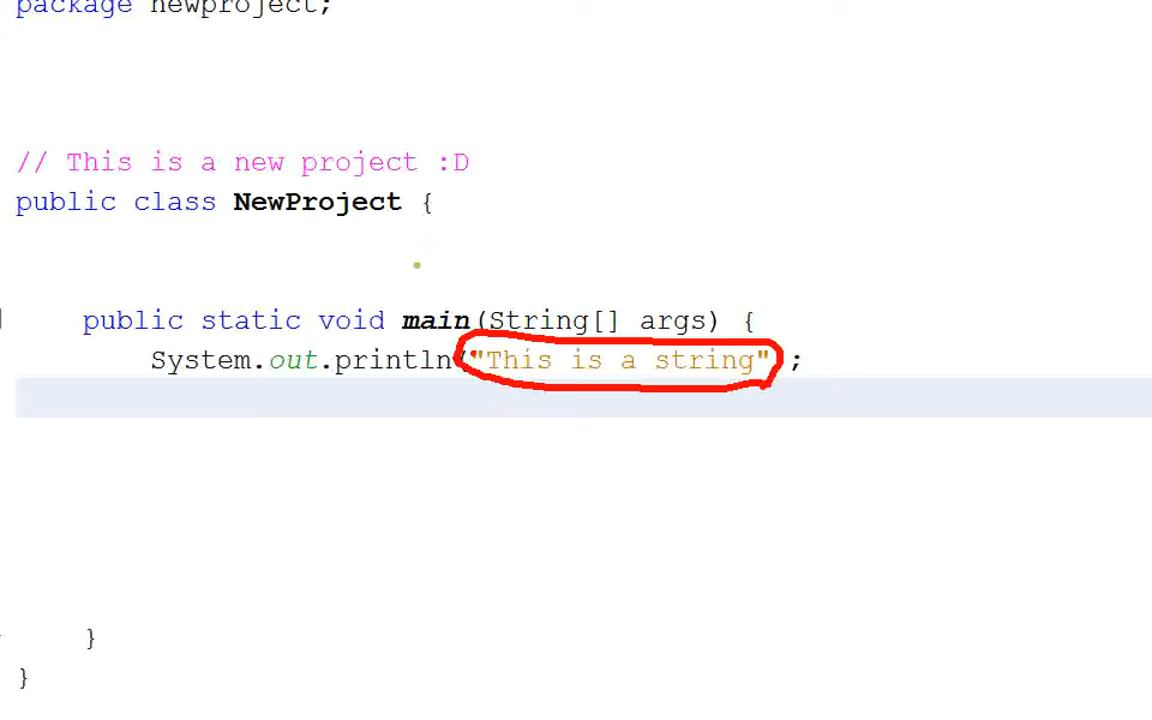 package newproject;
// This is a new project :D
public class NewProject {
public static void main(String[] args) {
System.out.println("This is a string" ;
}
}